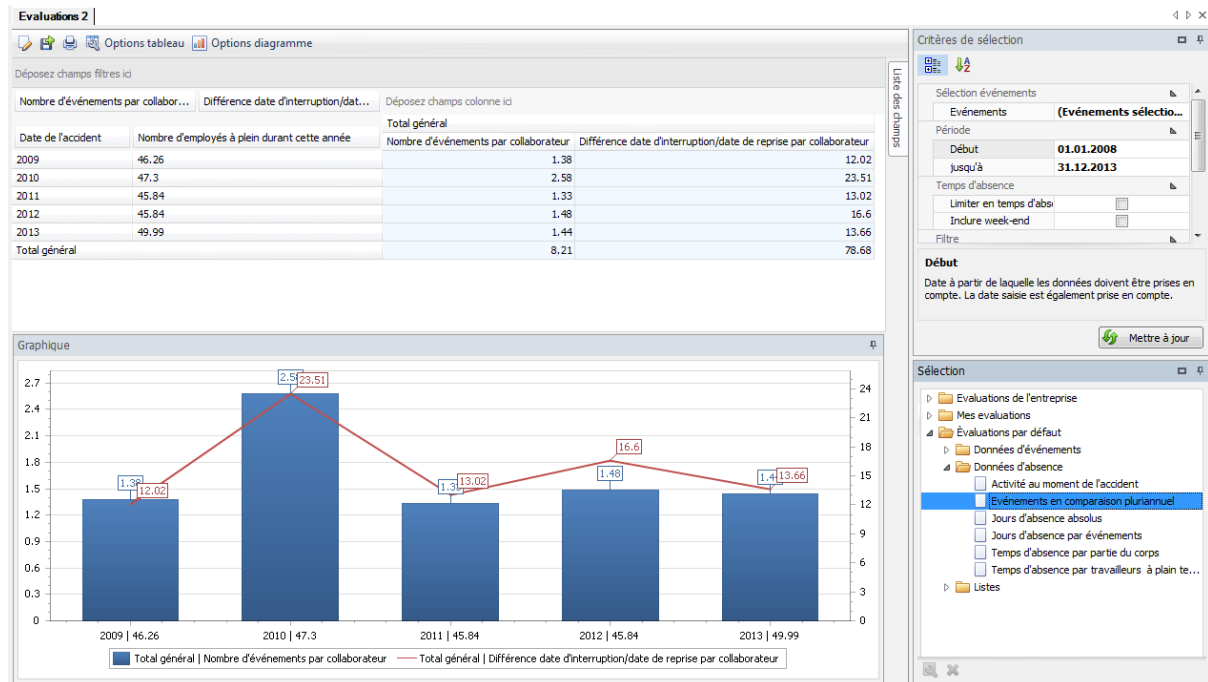 Evaluations 2
Options tableau Options diagramme
Déposez champs filtres ici
Nombre d'événements par collabor... Différence date d'interruption/dat... Déposez champs colonne ici
Total général
Date de l'accident Nombre d'employés à plein durant cette année Nombre d'événements par collaborateur Différence date d'interruption/date de reprise par collaborateur
2009 46.26 1.38 12.02
2010 47.3 2.58 23.51
2011 45.84 1.33 13.02
2012 45.84 1.48 16.6
2013 49.99 1.44 13.66
Total général 8.21 78.68
Liste des champs
Graphique
2.7
2.4
2.1
1.8
1.5
1.2
0.9
0.6
0.3
0
1.38 12.02
23.51
13.02
16.6
1.48
13.66
24
21
18
15
12
9
6
3
0
2009 | 46.26 2010 | 47.3 2011 | 45.84 2012 | 45.84 2013 | 49.99
Total général | Nombre d'événements par collaborateur Total général | Différence date d'interruption/date de reprise par collaborateur
Critères de sélection
Sélection événements
Evénements (Evénements sélectio...
Période
Début 01.01.2008
jusqu'à 31.12.2013
Temps d'absence
Limiter en temps d'abs
Inclure week-end
Filtre
Début
Date à partir de laquelle les données doivent être prises en
compte. La date saisie est également prise en compte.
Mettre à jour
Sélection
Evaluations de l'entreprise
Mes evaluations
Èvaluations par défaut
Données d'événements
Données d'absence
Activité au moment de l'accident
Evénements en comparaison pluriannuel
Jours d'absence absolus
Jours d'absence par événements
Temps d'absence par partie du corps
Temps d'absence par travailleurs à plein te...
Listes